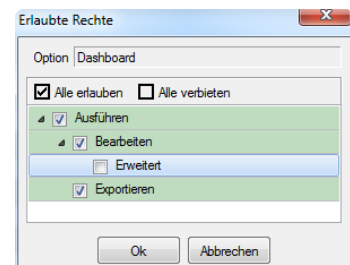 Erlaubte Rechte
Option Dashboard
Alle erlauben Alle verbieten
Ausführen
Bearbeiten
Erweitert
Exportieren
Ok Abbrechen